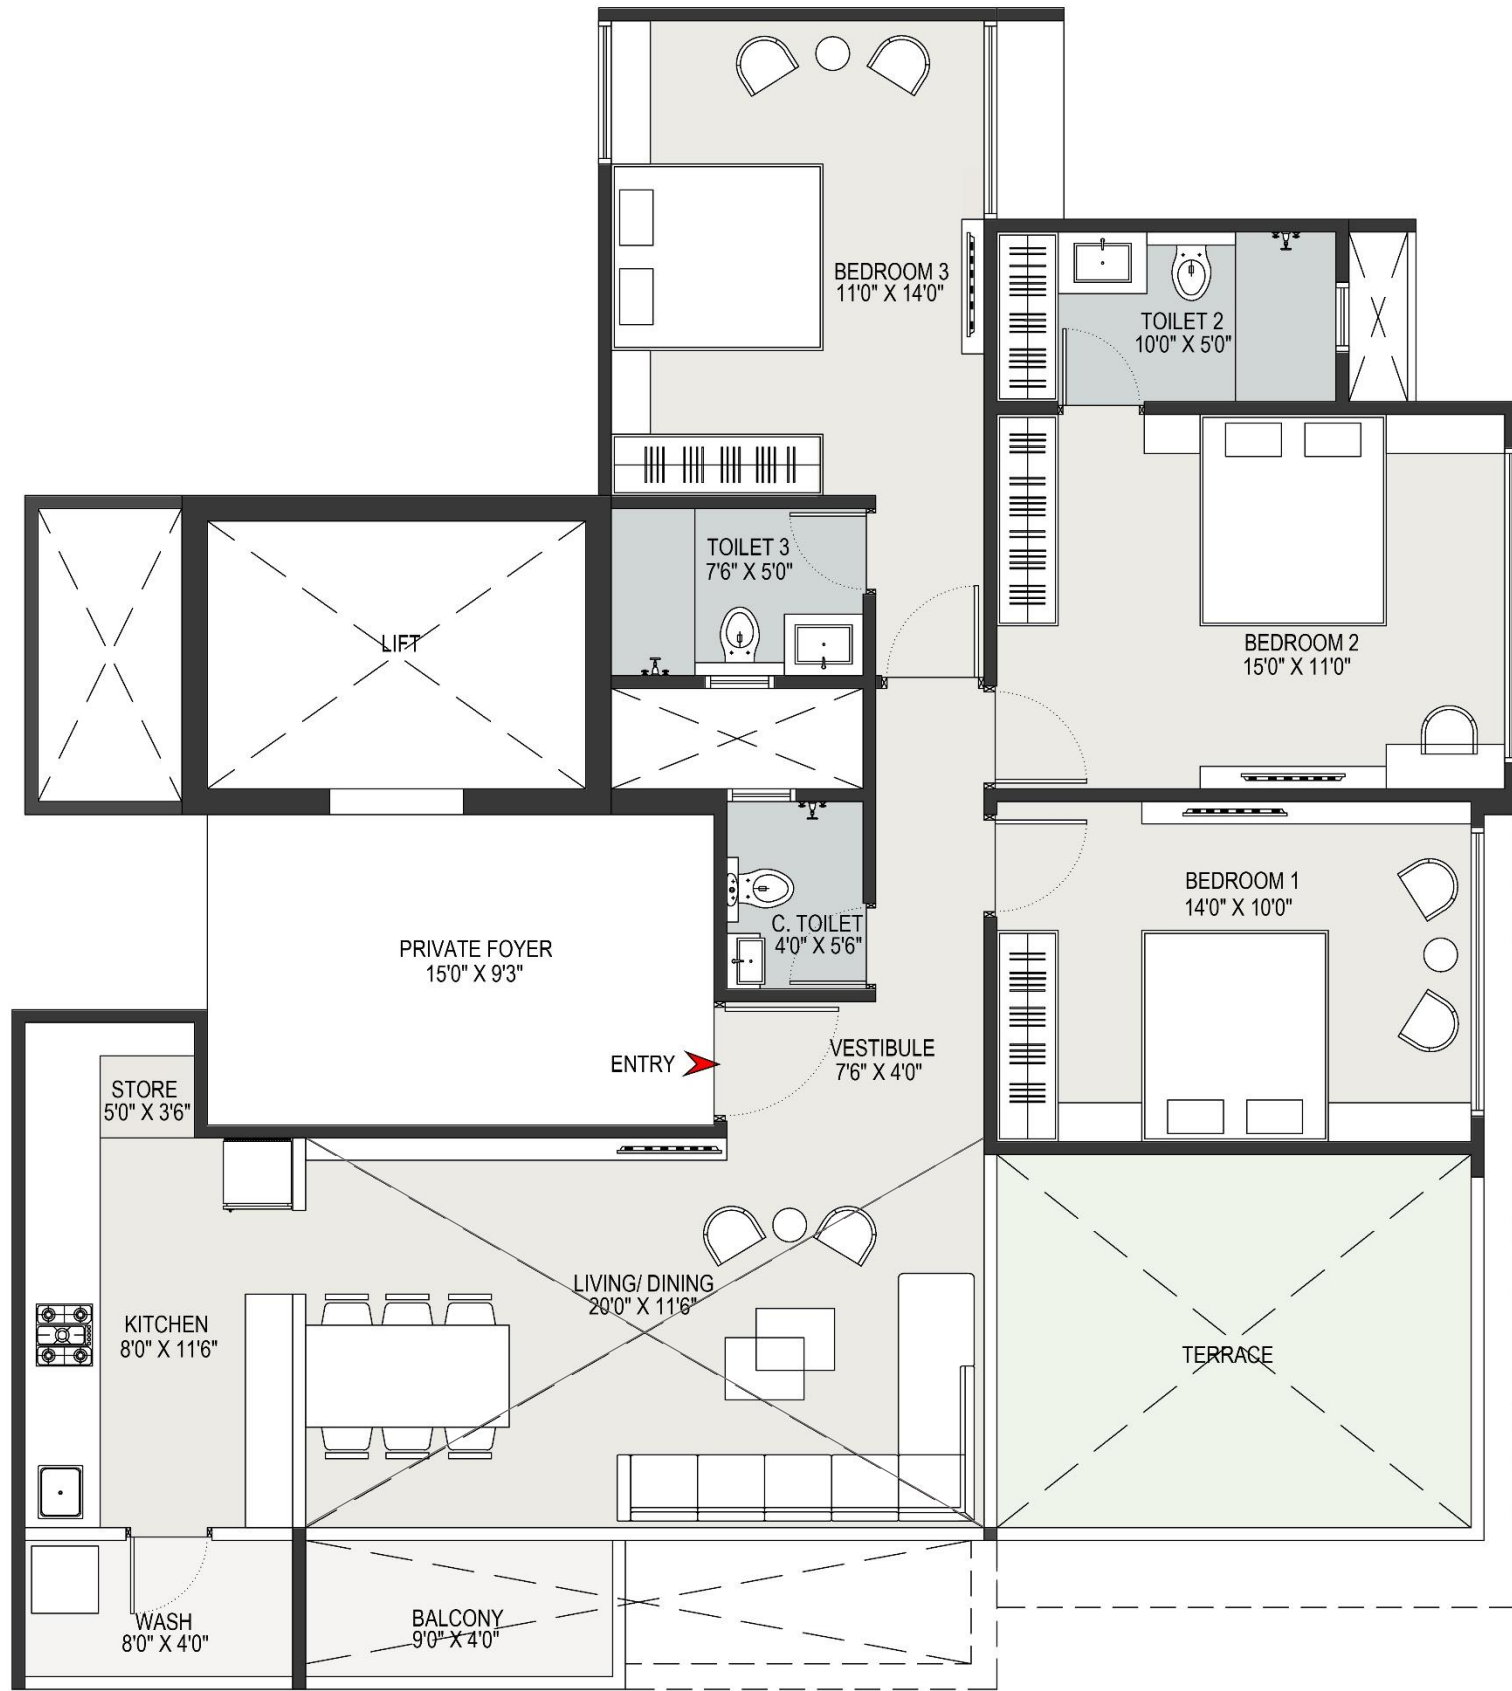 BEDROOM 3
11'0" X 14'0"
TOILET 2
10'0" X 5'0"
TOILET 3
7'6" X 5'0"
LIFT
BEDROOM 2
15'0" X 11'0"
BEDROOM 1
14'0" X 10'0"
C. TOILET
4'0" X 5'6"
PRIVATE FOYER
15'0" X 9'3"
ENTRY
VESTIBULE
7'6" X 4'0"
STORE
5'0" X 3'6"
LIVING/ DINING
20'0" X 11'6"
KITCHEN
8'0" X 11'6"
TERRACE
WASH
8'0" X 4'0"
BALCONY
9'0" X 4'0"